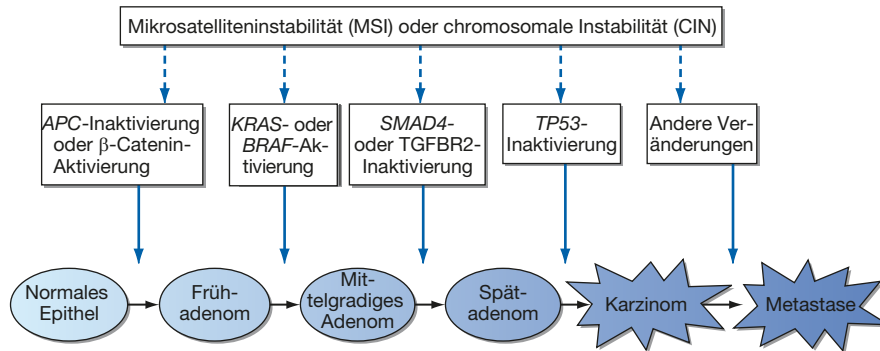 Mikrosatelliteninstabilität (MSI) oder chromosomale Instabilität (CIN)
APC-Inaktivierung
oder β-Catenin-
Aktivierung
KRAS- oder
BRAF-Ak-
tivierung
SMAD4-
oder TGFBR2-
Inaktivierung
TP53-
Inaktivierung
Andere Ver-
änderungen
Normales
Epithel
Früh-
adenom
Mit-
telgradiges
Adenom
Spät-
adenom
Karzinom
Metastase